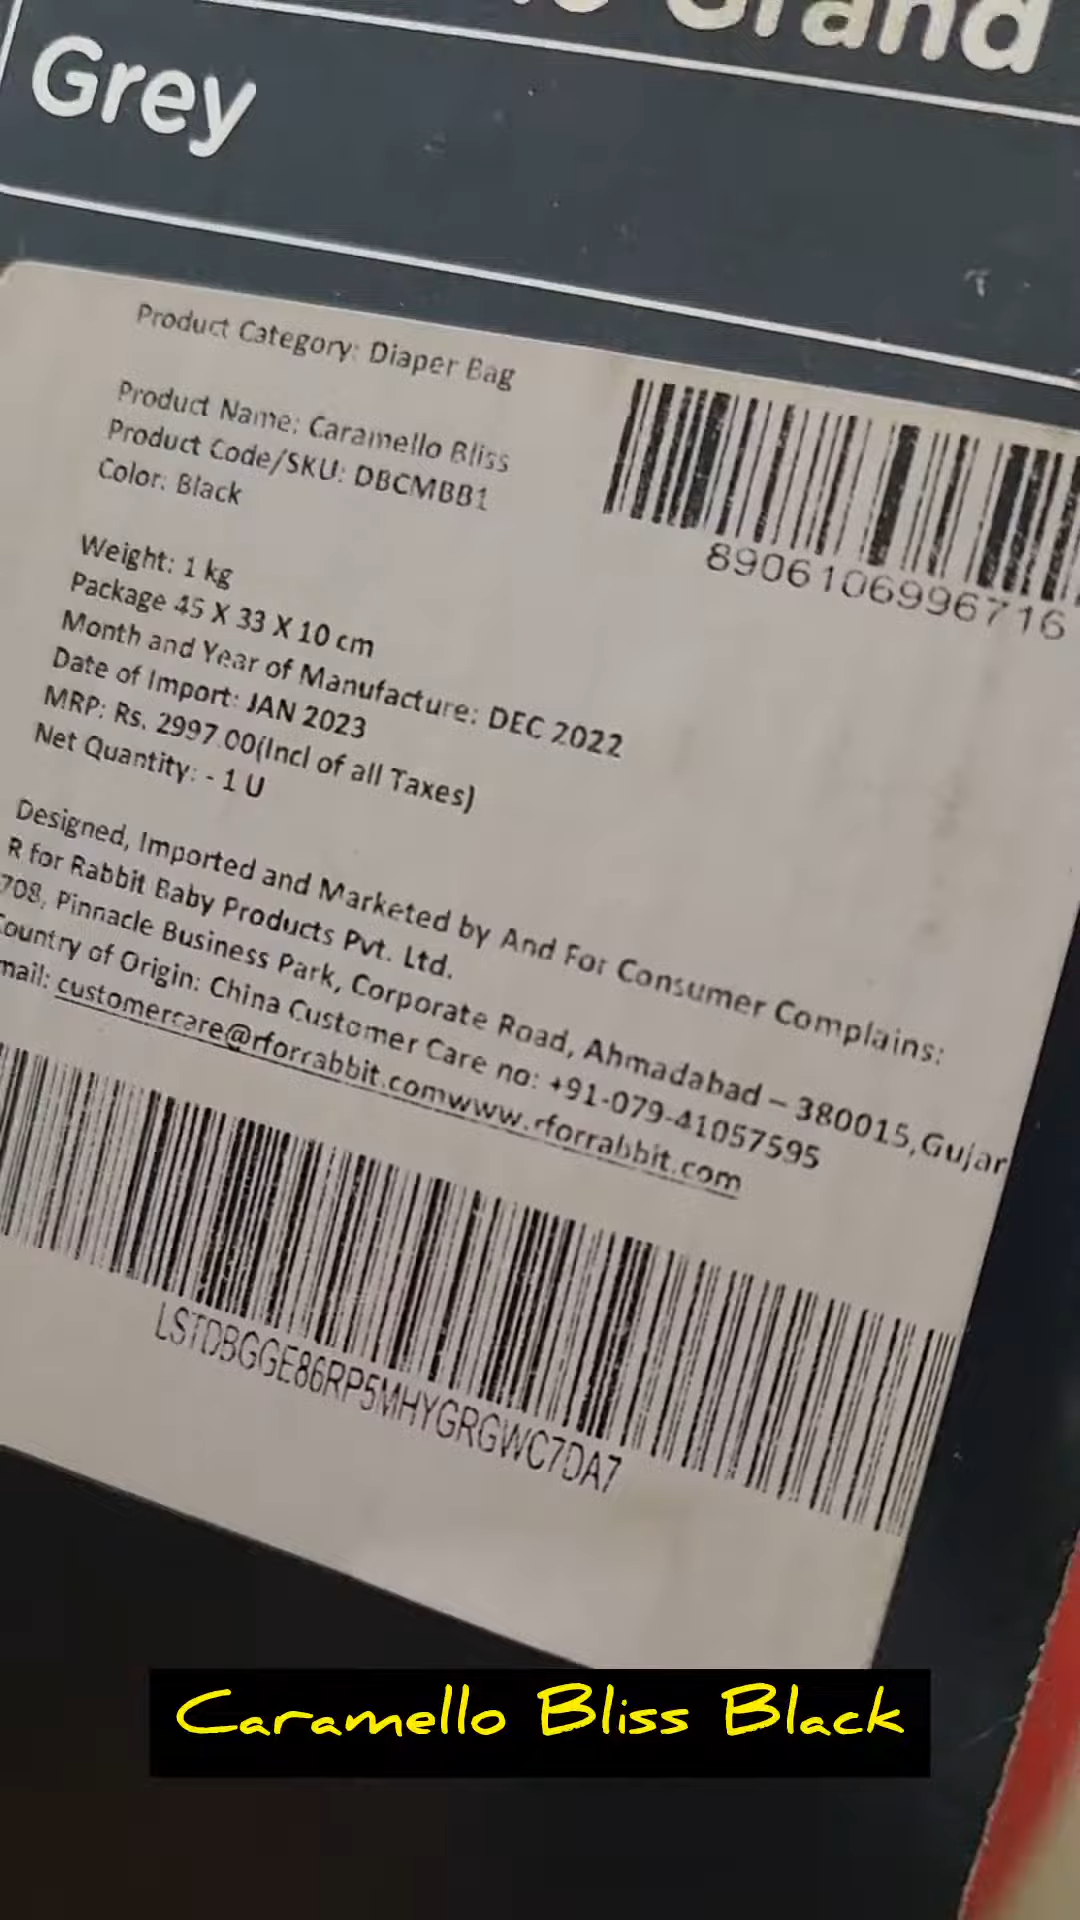 Grand
Grey
Product Category: Diaper Bag
Product Name: Caramello Bliss
Product Code/SKU: DBCMBB1
Color: Black
8906106996716
Weight: 1 kg
Package 45 X 33 X 10 cm
Month and Year of Manufacture: DEC 2022
Date of Import: JAN 2023
MRP: Rs. 2997.00(Incl of all Taxes)
Net Quantity: - 1 U
Designed, Imported and Marketed by And For Consumer Complains:
R for Rabbit Baby Products Pvt. Ltd.
708, Pinnacle Business Park, Corporate Road, Ahmadabad – 380015,Gujar
Country of Origin: China Customer Care no: +91-079-41057595
mail: customercare@rforrabbit.comwww.rforrabbit.com
LSTDBGGE86RP5MHYGRGWC7DA7
Caramello Bliss Black